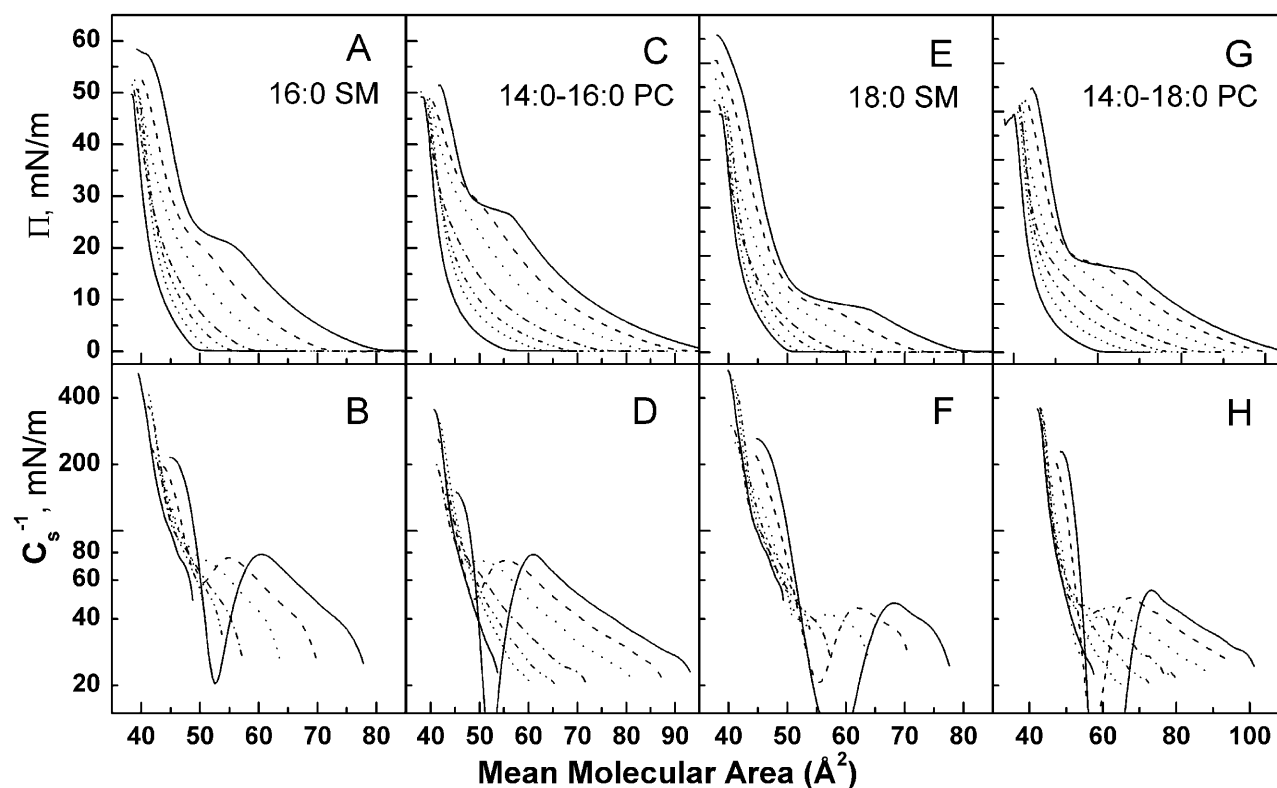 A
16:0 SM
C
14:0-16:0 PC
E
18:0 SM
G
14:0-18:0 PC
Π, mN/m
60
50
40
30
20
10
0
B
D
F
H
C_s^-1, mN/m
400
200
80
60
40
20
40 50 60 70 80
40 50 60 70 80 90
40 50 60 70 80
40 60 80 100
Mean Molecular Area (Å²)